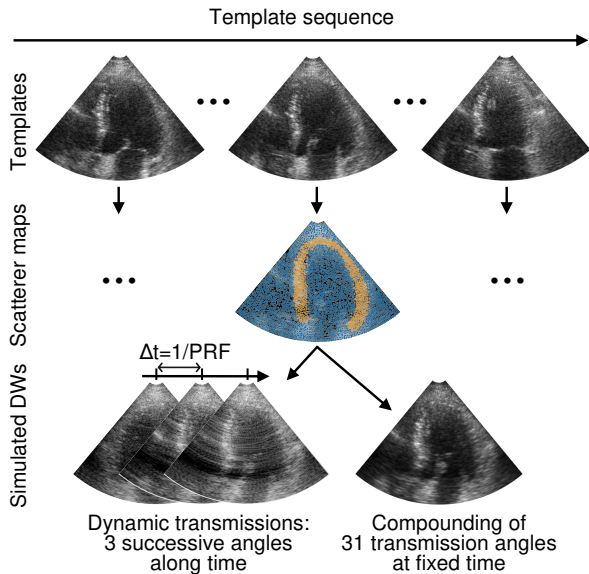 Template sequence
Templates
Scatterer maps
Simulated DWs
Δt=1/PRF
Dynamic transmissions:
3 successive angles
along time
Compounding of
31 transmission angles
at fixed time